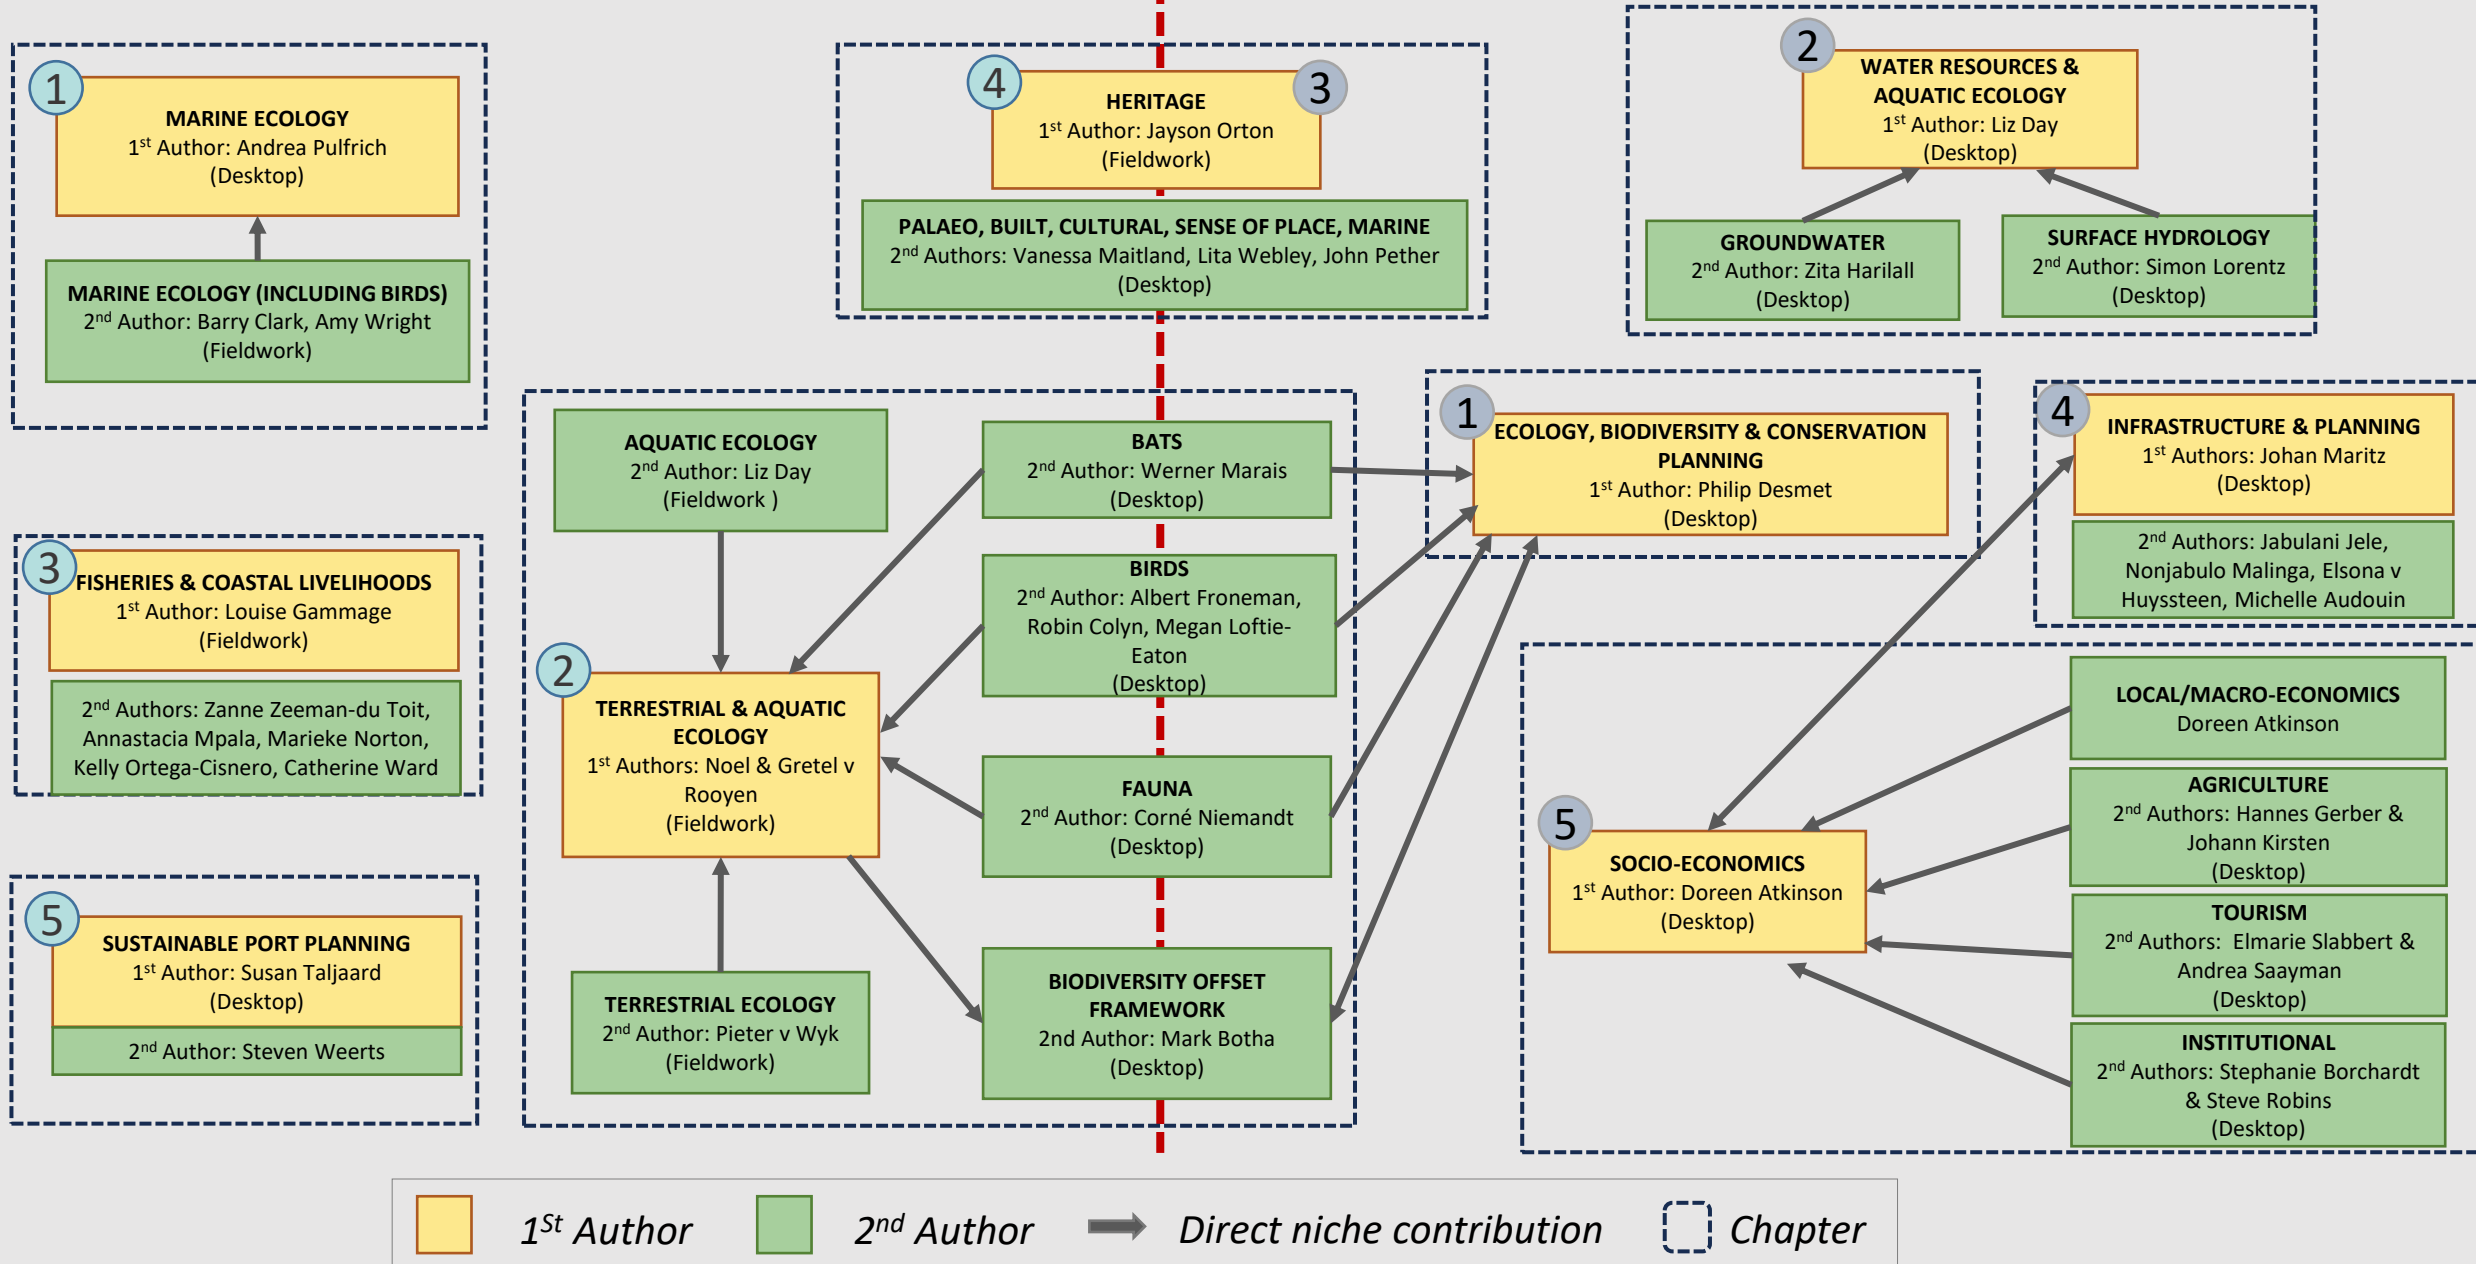 1
MARINE ECOLOGY
1st Author: Andrea Pulfrich
(Desktop)
MARINE ECOLOGY (INCLUDING BIRDS)
2nd Author: Barry Clark, Amy Wright
(Fieldwork)
4
3
HERITAGE
1st Author: Jayson Orton
(Fieldwork)
PALAEO, BUILT, CULTURAL, SENSE OF PLACE, MARINE
2nd Authors: Vanessa Maitland, Lita Webley, John Pether
(Desktop)
2
WATER RESOURCES &
AQUATIC ECOLOGY
1st Author: Liz Day
(Desktop)
GROUNDWATER
2nd Author: Zita Harilall
(Desktop)
SURFACE HYDROLOGY
2nd Author: Simon Lorentz
(Desktop)
3
FISHERIES & COASTAL LIVELIHOODS
1st Author: Louise Gammage
(Fieldwork)
2nd Authors: Zanne Zeeman-du Toit,
Annastacia Mpala, Marieke Norton,
Kelly Ortega-Cisnero, Catherine Ward
5
SUSTAINABLE PORT PLANNING
1st Author: Susan Taljaard
(Desktop)
2nd Author: Steven Weerts
AQUATIC ECOLOGY
2nd Author: Liz Day
(Fieldwork )
2
TERRESTRIAL & AQUATIC
ECOLOGY
1st Authors: Noel & Gretel v
Rooyen
(Fieldwork)
TERRESTRIAL ECOLOGY
2nd Author: Pieter v Wyk
(Fieldwork)
BATS
2nd Author: Werner Marais
(Desktop)
BIRDS
2nd Author: Albert Froneman,
Robin Colyn, Megan Loftie-
Eaton
(Desktop)
FAUNA
2nd Author: Corné Niemandt
(Desktop)
BIODIVERSITY OFFSET
FRAMEWORK
2nd Author: Mark Botha
(Desktop)
1
ECOLOGY, BIODIVERSITY & CONSERVATION
PLANNING
1st Author: Philip Desmet
(Desktop)
4
INFRASTRUCTURE & PLANNING
1st Authors: Johan Maritz
(Desktop)
2nd Authors: Jabulani Jele,
Nonjabulo Malinga, Elsona v
Huyssteen, Michelle Audouin
5
SOCIO-ECONOMICS
1st Author: Doreen Atkinson
(Desktop)
LOCAL/MACRO-ECONOMICS
Doreen Atkinson
AGRICULTURE
2nd Authors: Hannes Gerber &
Johann Kirsten
(Desktop)
TOURISM
2nd Authors: Elmarie Slabbert &
Andrea Saayman
(Desktop)
INSTITUTIONAL
2nd Authors: Stephanie Borchardt
& Steve Robins
(Desktop)
1St Author
2nd Author
Direct niche contribution
Chapter